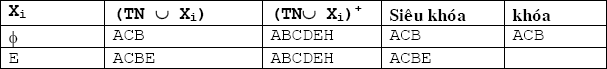 Xᵢ (TN ∪ Xᵢ) (TN∪ Xᵢ)⁺ Siêu khóa khóa
ϕ ACB ABCDEH ACB ACB
E ACBE ABCDEH ACBE